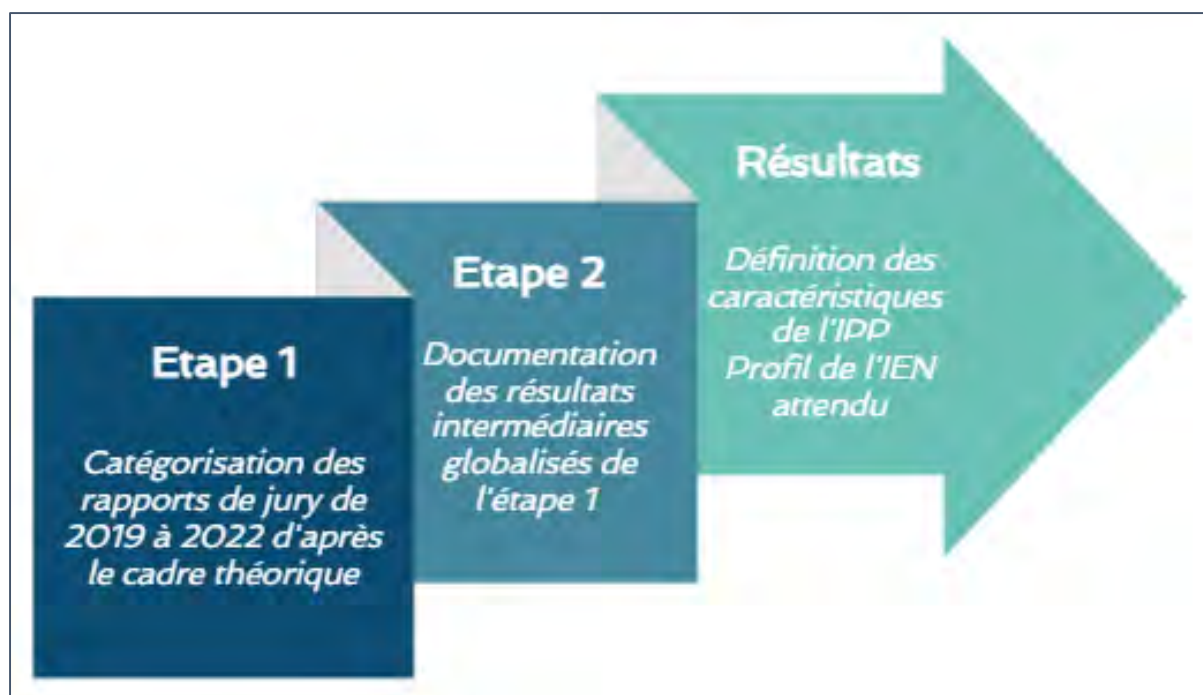 Etape 1
Catégorisation des
rapports de jury de
2019 à 2022 d'après
le cadre théorique
Etape 2
Documentation
des résultats
intermédiaires
globalisés de
l'étape 1
Résultats
Définition des
caractéristiques
de l'IPP
Profil de l'IEN
attendu